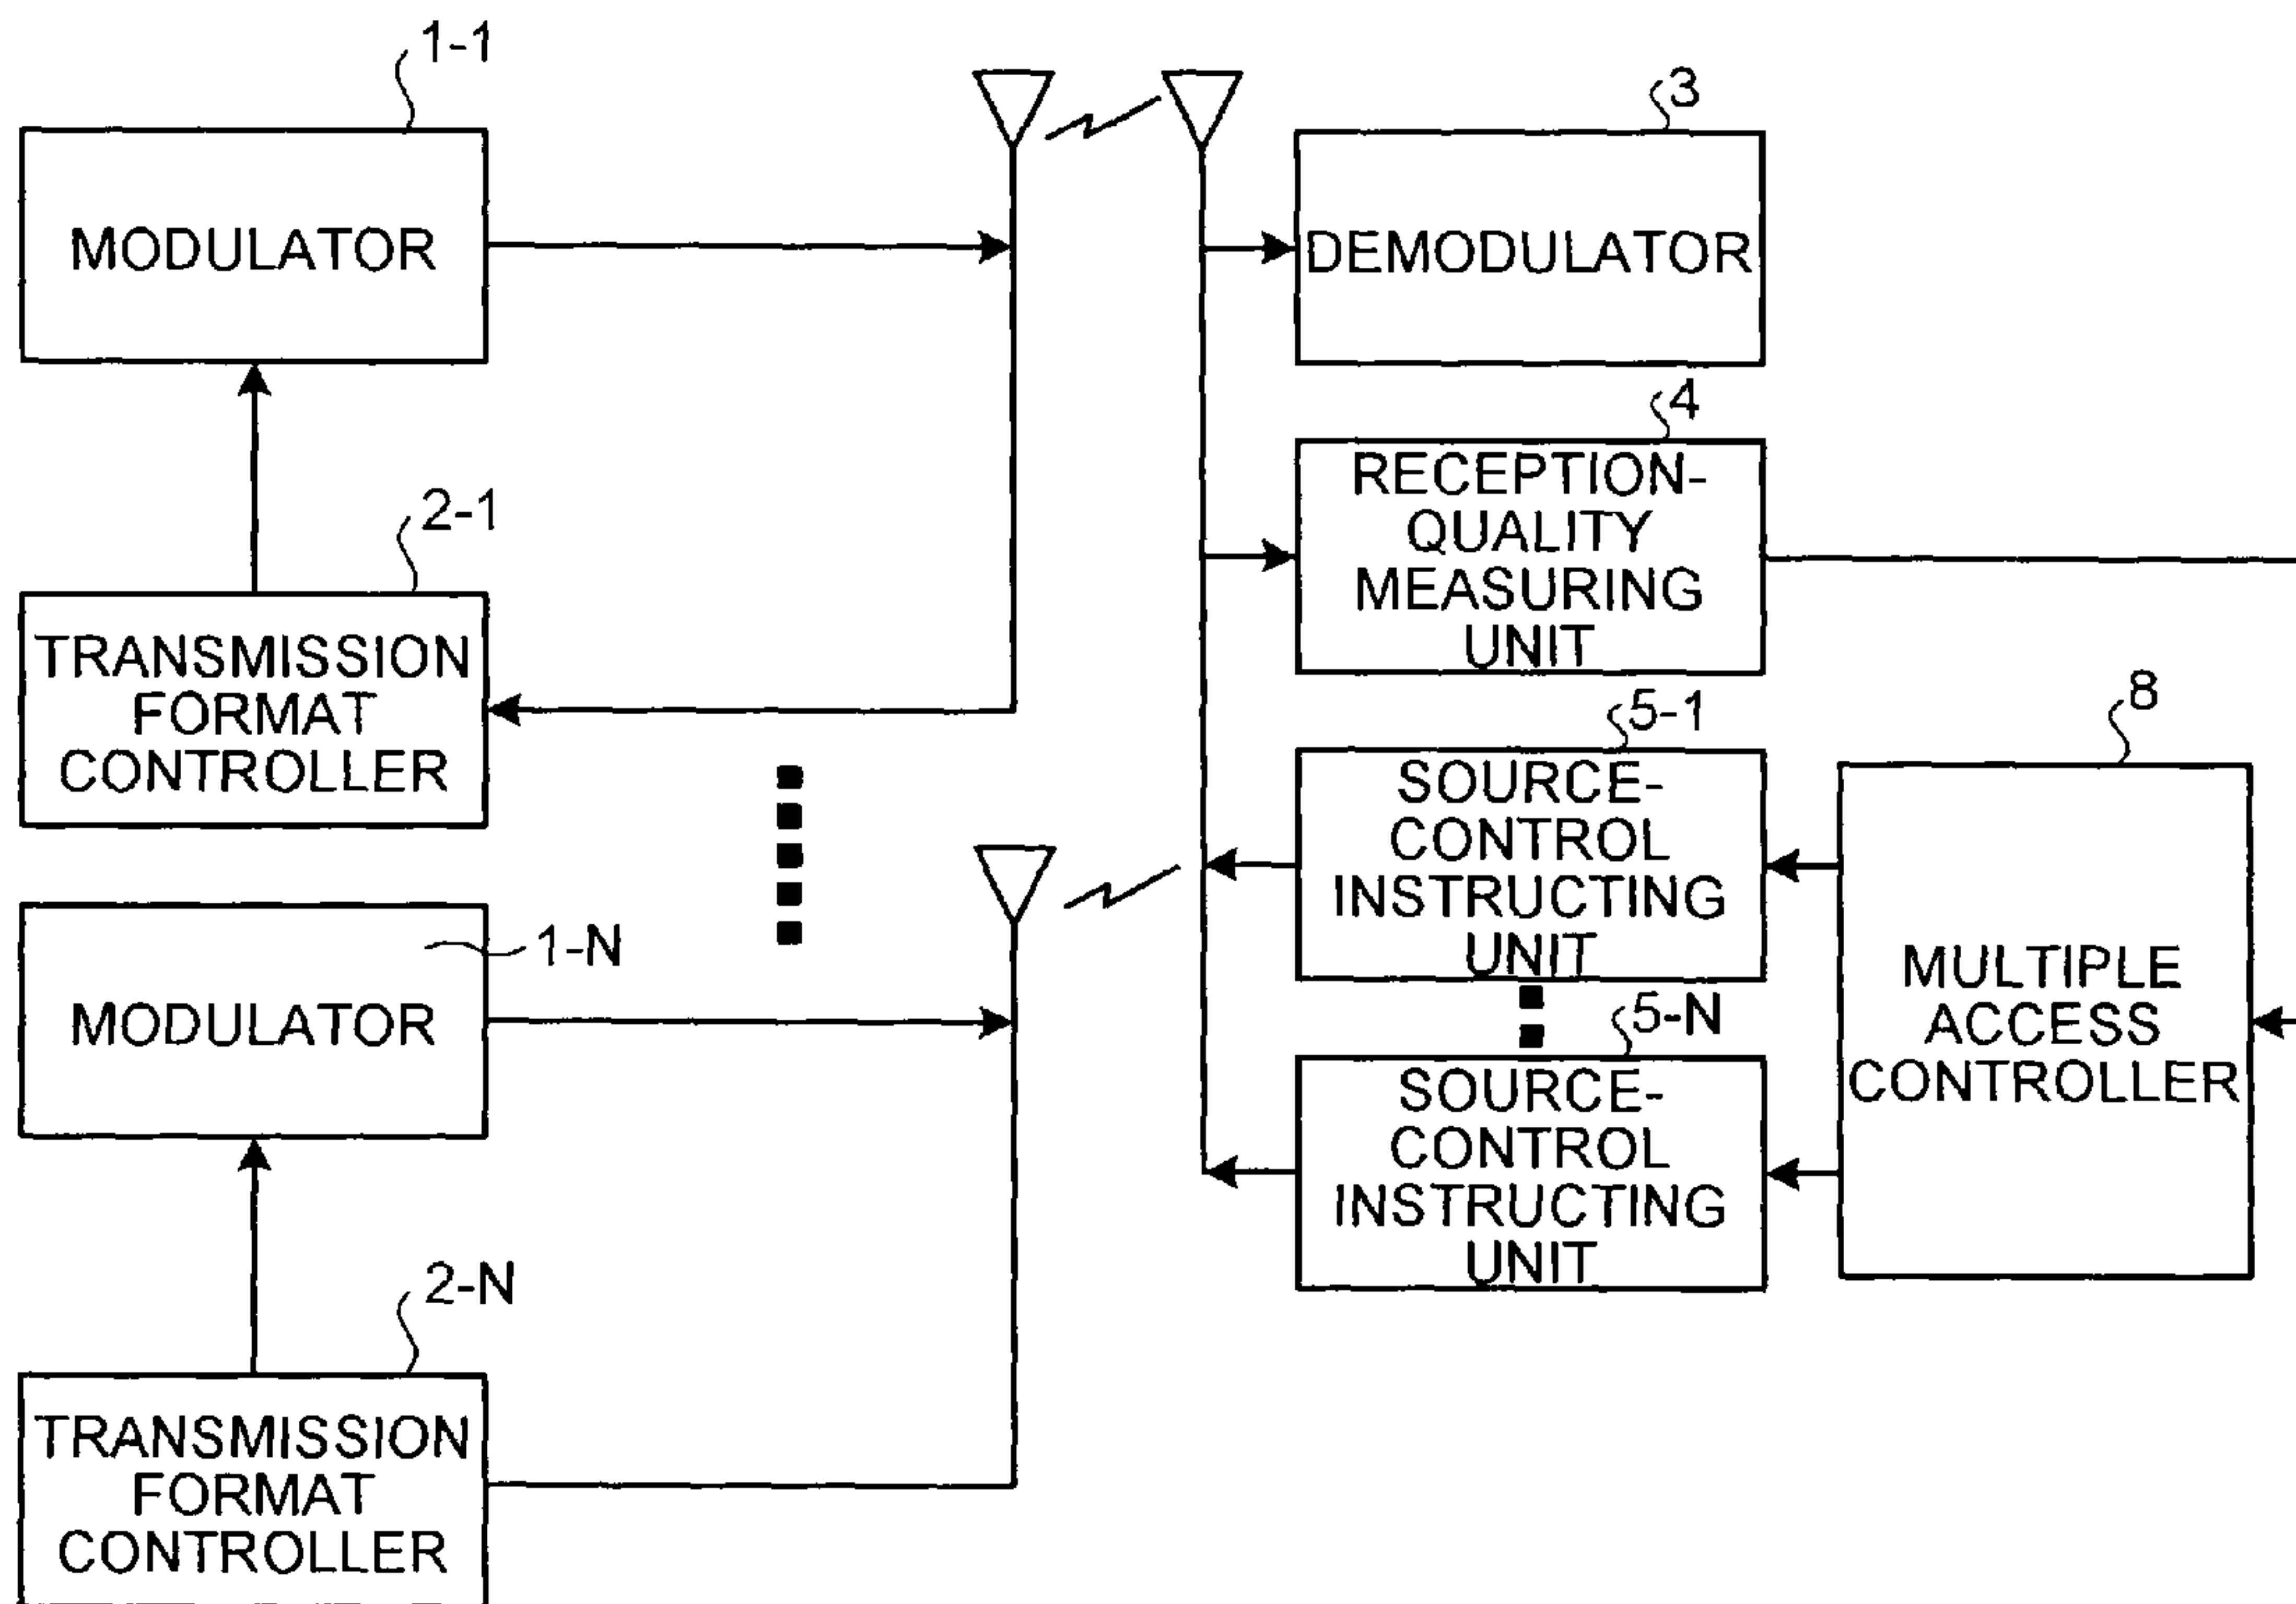 1-1
MODULATOR
2-1
TRANSMISSION
FORMAT
CONTROLLER
1-N
MODULATOR
2-N
TRANSMISSION
FORMAT
CONTROLLER
3
DEMODULATOR
4
RECEPTION-
QUALITY
MEASURING
UNIT
5-1
SOURCE-
CONTROL
INSTRUCTING
UNIT
5-N
SOURCE-
CONTROL
INSTRUCTING
UNIT
8
MULTIPLE
ACCESS
CONTROLLER